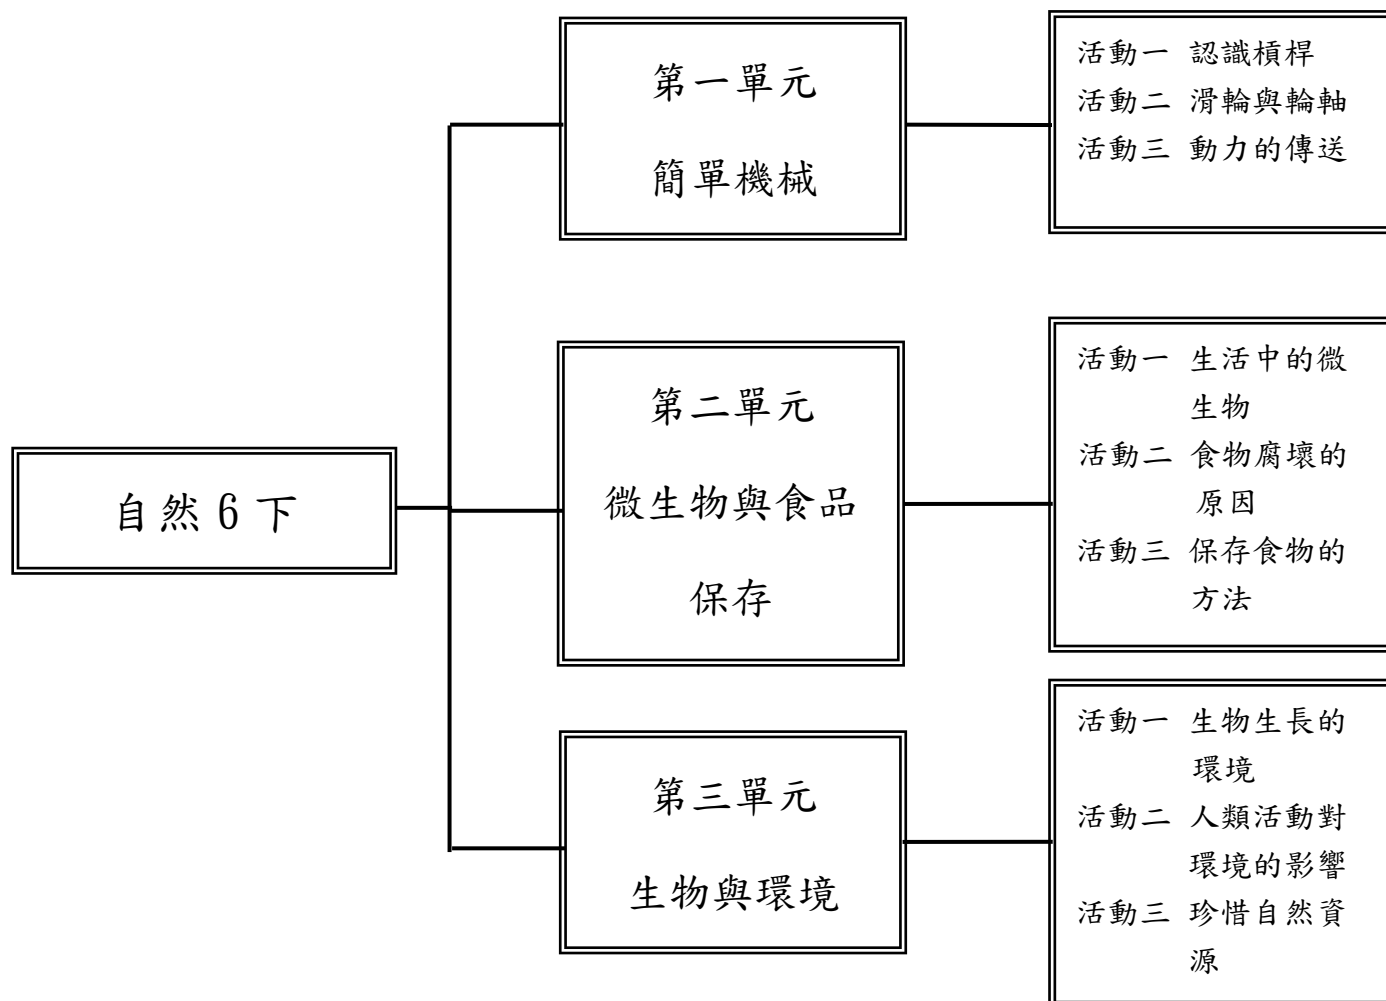 自然 6 下
第一單元
簡單機械
活動一 認識槓桿
活動二 滑輪與輪軸
活動三 動力的傳送
第二單元
微生物與食品
保存
活動一 生活中的微
生物
活動二 食物腐壞的
原因
活動三 保存食物的
方法
第三單元
生物與環境
活動一 生物生長的
環境
活動二 人類活動對
環境的影響
活動三 珍惜自然資
源